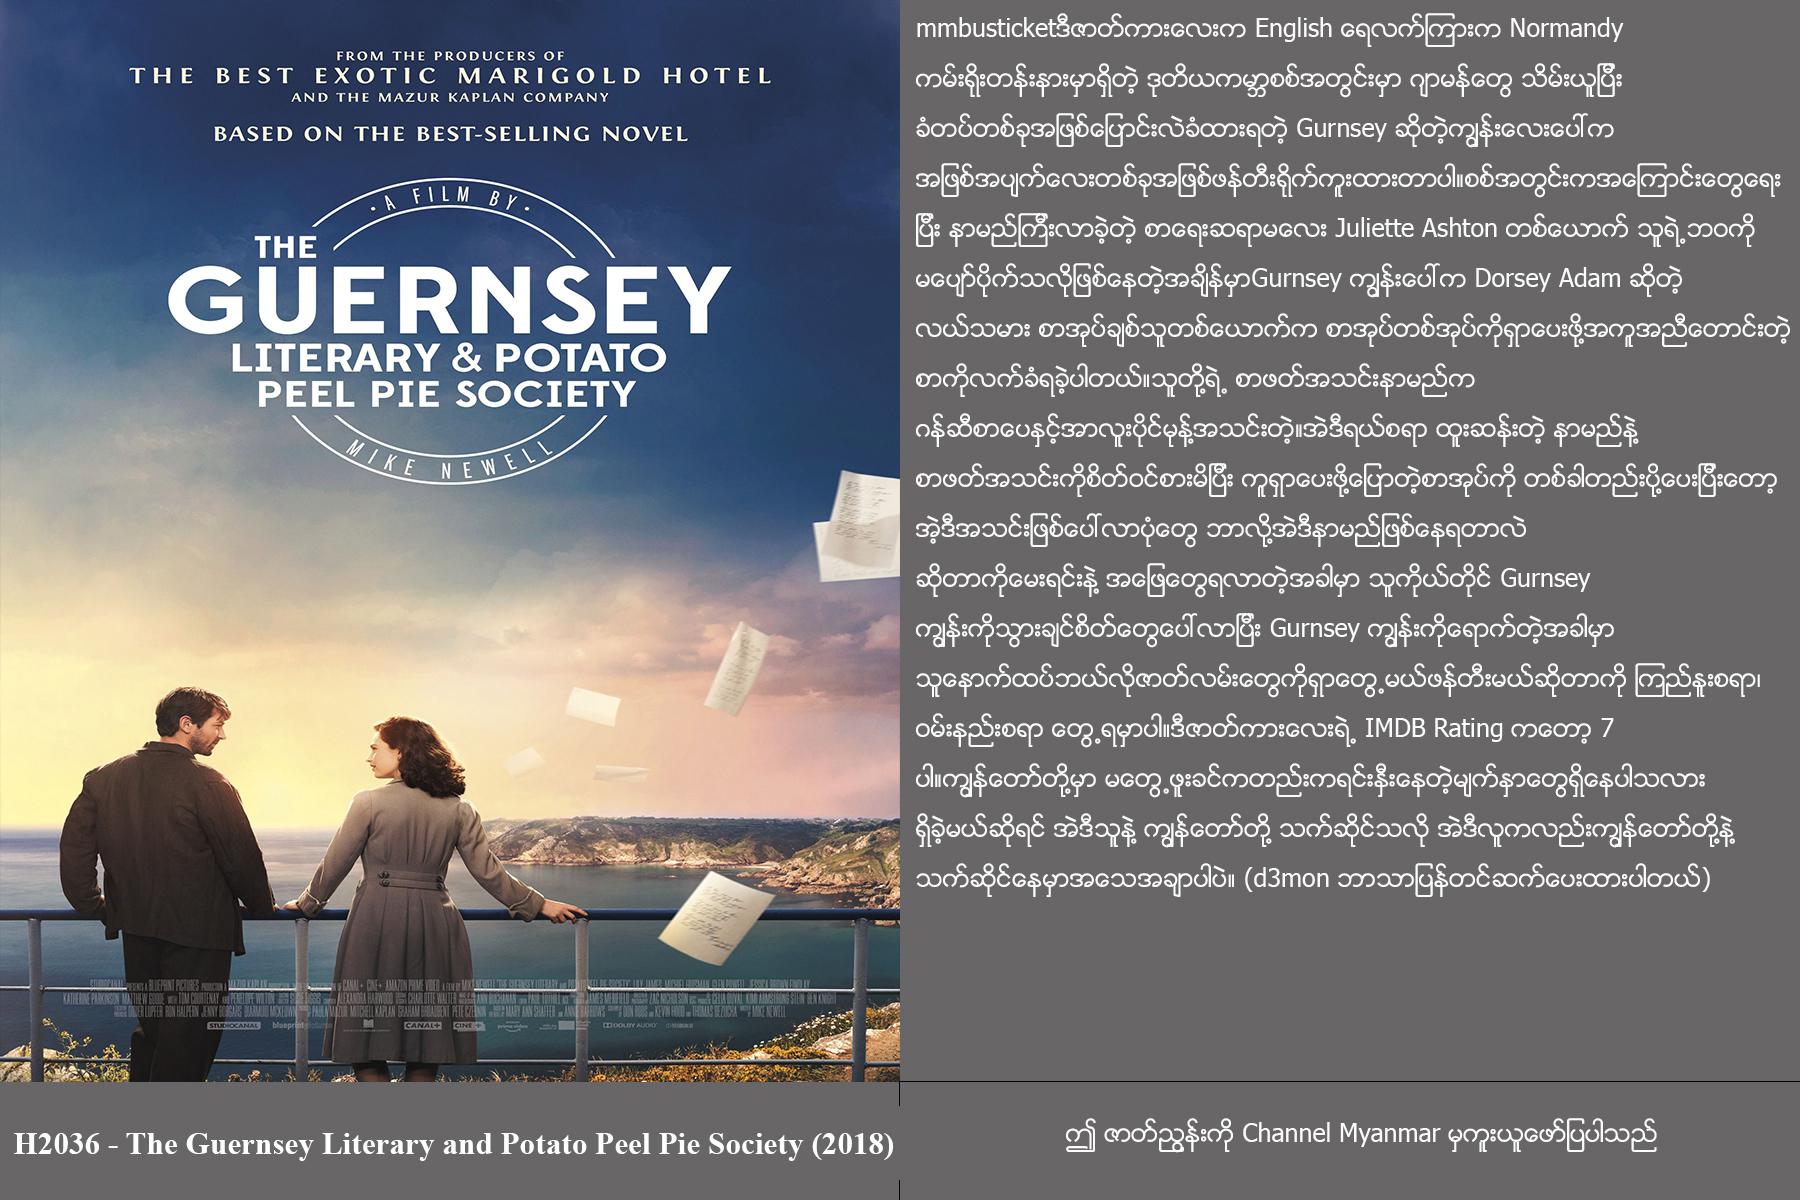 FROM THE PRODUCERS OF
THE BEST EXOTIC MARIGOLD HOTEL
AND THE MAZUR KAPLAN COMPANY
BASED ON THE BEST-SELLING NOVEL
• A FILM BY •
THE
GUERNSEY
LITERARY & POTATO
PEEL PIE SOCIETY
MIKE NEWELL
H2036 - The Guernsey Literary and Potato Peel Pie Society (2018)
mmbusticketဒီဇာတ်ကားလေးက English ရေလက်ကြားက Normandy
ကမ်းရိုးတန်းနားမှာရှိတဲ့ ဒုတိယကမ္ဘာစစ်အတွင်းမှာ ဂျာမန်တွေ သိမ်းယူပြီး
ခံတပ်တစ်ခုအဖြစ်ပြောင်းလဲခံထားရတဲ့ Gurnsey ဆိုတဲ့ကျွန်းလေးပေါ်က
အဖြစ်အပျက်လေးတစ်ခုအဖြစ်ဖန်တီးရိုက်ကူးထားတာပါ။စစ်အတွင်းကအကြောင်းတွေရေး
ပြီး နာမည်ကြီးလာခဲ့တဲ့ စာရေးဆရာမလေး Juliette Ashton တစ်ယောက် သူရဲ့ဘဝကို
မပျော်ပိုက်သလိုဖြစ်နေတဲ့အချိန်မှာGurnsey ကျွန်းပေါ်က Dorsey Adam ဆိုတဲ့
လယ်သမား စာအုပ်ချစ်သူတစ်ယောက်က စာအုပ်တစ်အုပ်ကိုရှာပေးဖို့အကူအညီတောင်းတဲ့
စာကိုလက်ခံရခဲ့ပါတယ်။သူတို့ရဲ့ စာဖတ်အသင်းနာမည်က
ဂန်ဆီစာပေနှင့်အာလူးပိုင်မုန့်အသင်းတဲ့။အဲဒီရယ်စရာ ထူးဆန်းတဲ့ နာမည်နဲ့
စာဖတ်အသင်းကိုစိတ်ဝင်စားမိပြီး ကူရှာပေးဖို့ပြောတဲ့စာအုပ်ကို တစ်ခါတည်းပို့ပေးပြီးတော့
အဲ့ဒီအသင်းဖြစ်ပေါ်လာပုံတွေ ဘာလို့အဲဒီနာမည်ဖြစ်နေရတာလဲ
ဆိုတာကိုမေးရင်းနဲ့ အဖြေတွေရလာတဲ့အခါမှာ သူကိုယ်တိုင် Gurnsey
ကျွန်းကိုသွားချင်စိတ်တွေပေါ်လာပြီး Gurnsey ကျွန်းကိုရောက်တဲ့အခါမှာ
သူနောက်ထပ်ဘယ်လိုဇာတ်လမ်းတွေကိုရှာတွေ့မယ်ဖန်တီးမယ်ဆိုတာကို ကြည်နူးစရာ၊
ဝမ်းနည်းစရာ တွေ့ရမှာပါ။ဒီဇာတ်ကားလေးရဲ့ IMDB Rating ကတော့ 7
ပါ။ကျွန်တော်တို့မှာ မတွေ့ဖူးခင်ကတည်းကရင်းနှီးနေတဲ့မျက်နှာတွေရှိနေပါသလား
ရှိခဲ့မယ်ဆိုရင် အဲဒီသူနဲ့ ကျွန်တော်တို့ သက်ဆိုင်သလို အဲဒီလူကလည်းကျွန်တော်တို့နဲ့
သက်ဆိုင်နေမှာအသေအချာပါပဲ။ (d3mon ဘာသာပြန်တင်ဆက်ပေးထားပါတယ်)
ဤ ဇာတ်ညွှန်းကို Channel Myanmar မှကူးယူဖော်ပြပါသည်